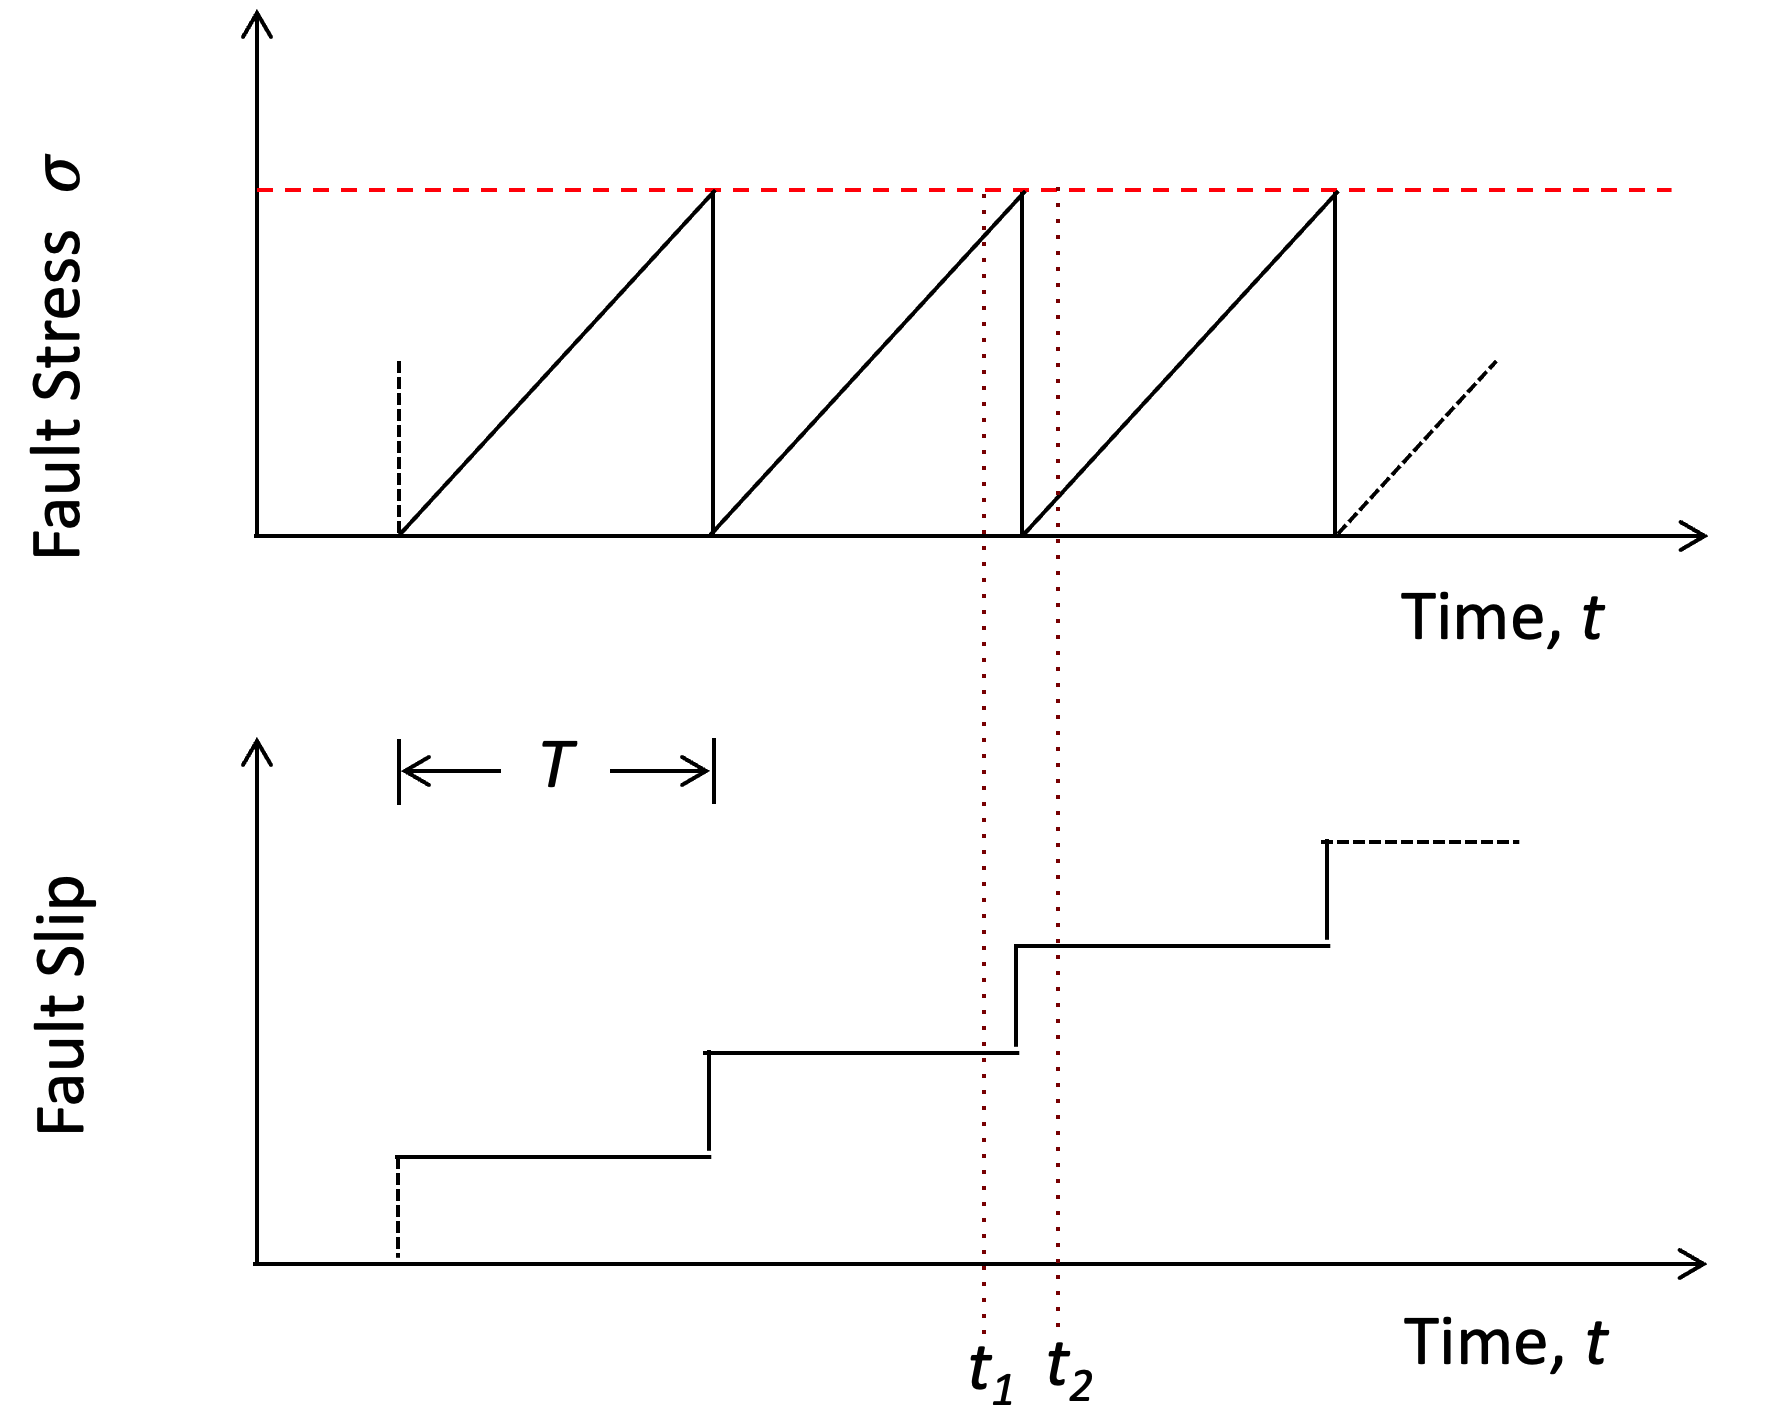 Fault Stress σ
Time, t
T
Fault Slip
Time, t
t₁ t₂